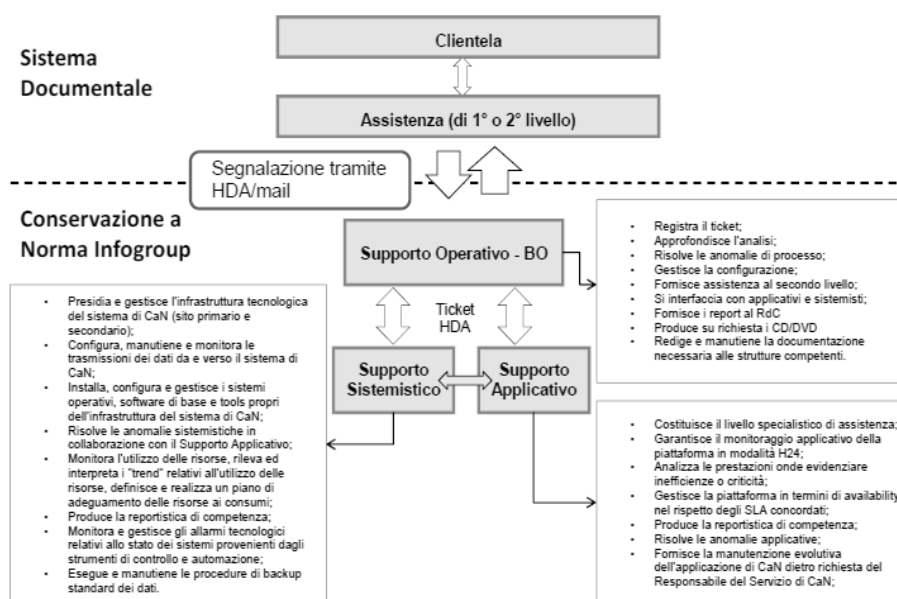 Sistema
Documentale
Clientela
Assistenza (di 1° o 2° livello)
Segnalazione tramite
HDA/mail
Conservazione a
Norma Infogroup
Supporto Operativo - BO
• Registra il ticket;
• Approfondisce l'analisi;
• Risolve le anomalie di processo;
• Gestisce la configurazione;
• Fornisce assistenza al secondo livello;
• Si interfaccia con applicativi e sistemisti;
• Fornisce i report al RdC
• Produce su richiesta i CD/DVD
• Redige e mantiene la documentazione
necessaria alle strutture competenti.
Ticket
HDA
Supporto
Sistemistico
Supporto
Applicativo
• Presidia e gestisce l'infrastruttura tecnologica
del sistema di CaN (sito primario e
secondario);
• Configura, manutiene e monitora le
trasmissioni dei dati da e verso il sistema di
CaN;
• Installa, configura e gestisce i sistemi
operativi, software di base e tools propri
dell'infrastruttura del sistema di CaN;
• Risolve le anomalie sistemistiche in
collaborazione con il Supporto Applicativo;
• Monitora l'utilizzo delle risorse, rileva ed
interpreta i "trend" relativi all'utilizzo delle
risorse, definisce e realizza un piano di
adeguamento delle risorse ai consumi;
• Produce la reportistica di competenza;
• Monitora e gestisce gli allarmi tecnologici
relativi allo stato dei sistemi provenienti dagli
strumenti di controllo e automazione;
• Esegue e mantiene le procedure di backup
standard dei dati.
• Costituisce il livello specialistico di assistenza;
• Garantisce il monitoraggio applicativo della
piattaforma in modalità H24;
• Analizza le prestazioni onde evidenziare
inefficienze o criticità;
• Gestisce la piattaforma in termini di availability
nel rispetto degli SLA concordati;
• Produce la reportistica di competenza;
• Risolve le anomalie applicative;
• Fornisce la manutenzione evolutiva
dell'applicazione di CaN dietro richiesta del
Responsabile del Servizio di CaN;